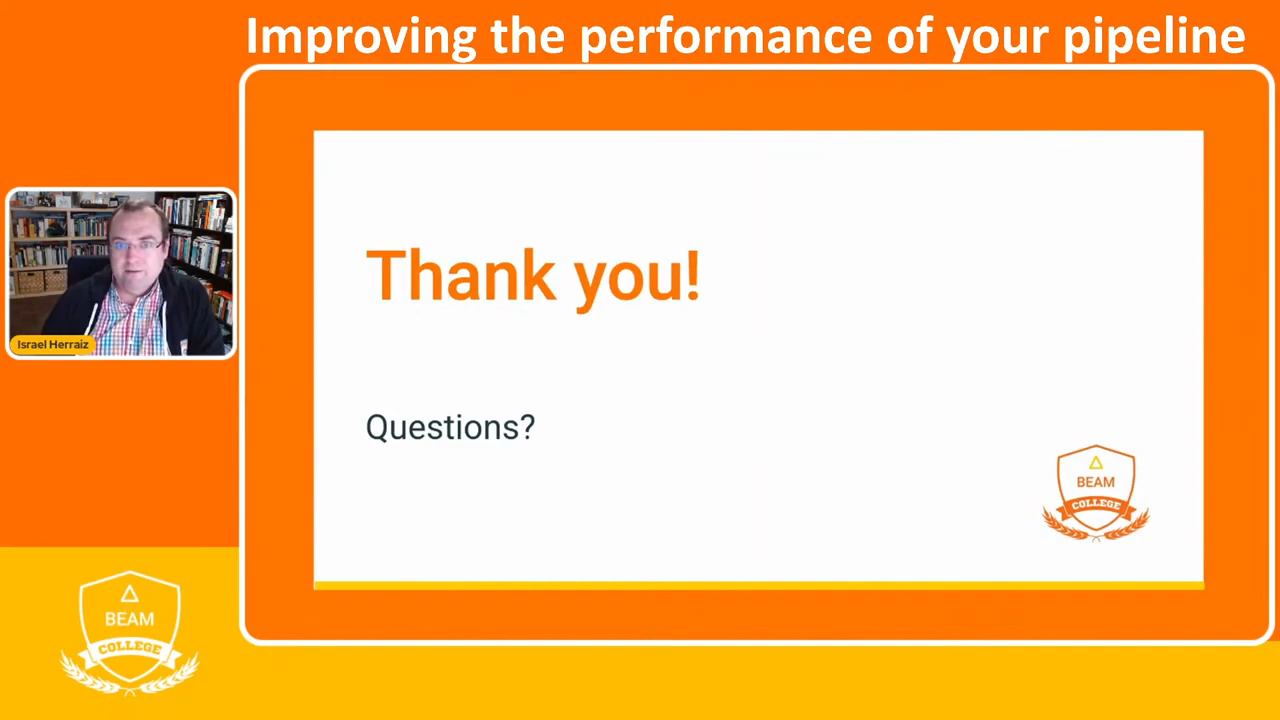 Improving the performance of your pipeline
Thank you!
Israel Herraiz
Questions?
BEAM
COLLEGE
BEAM
COLLEGE